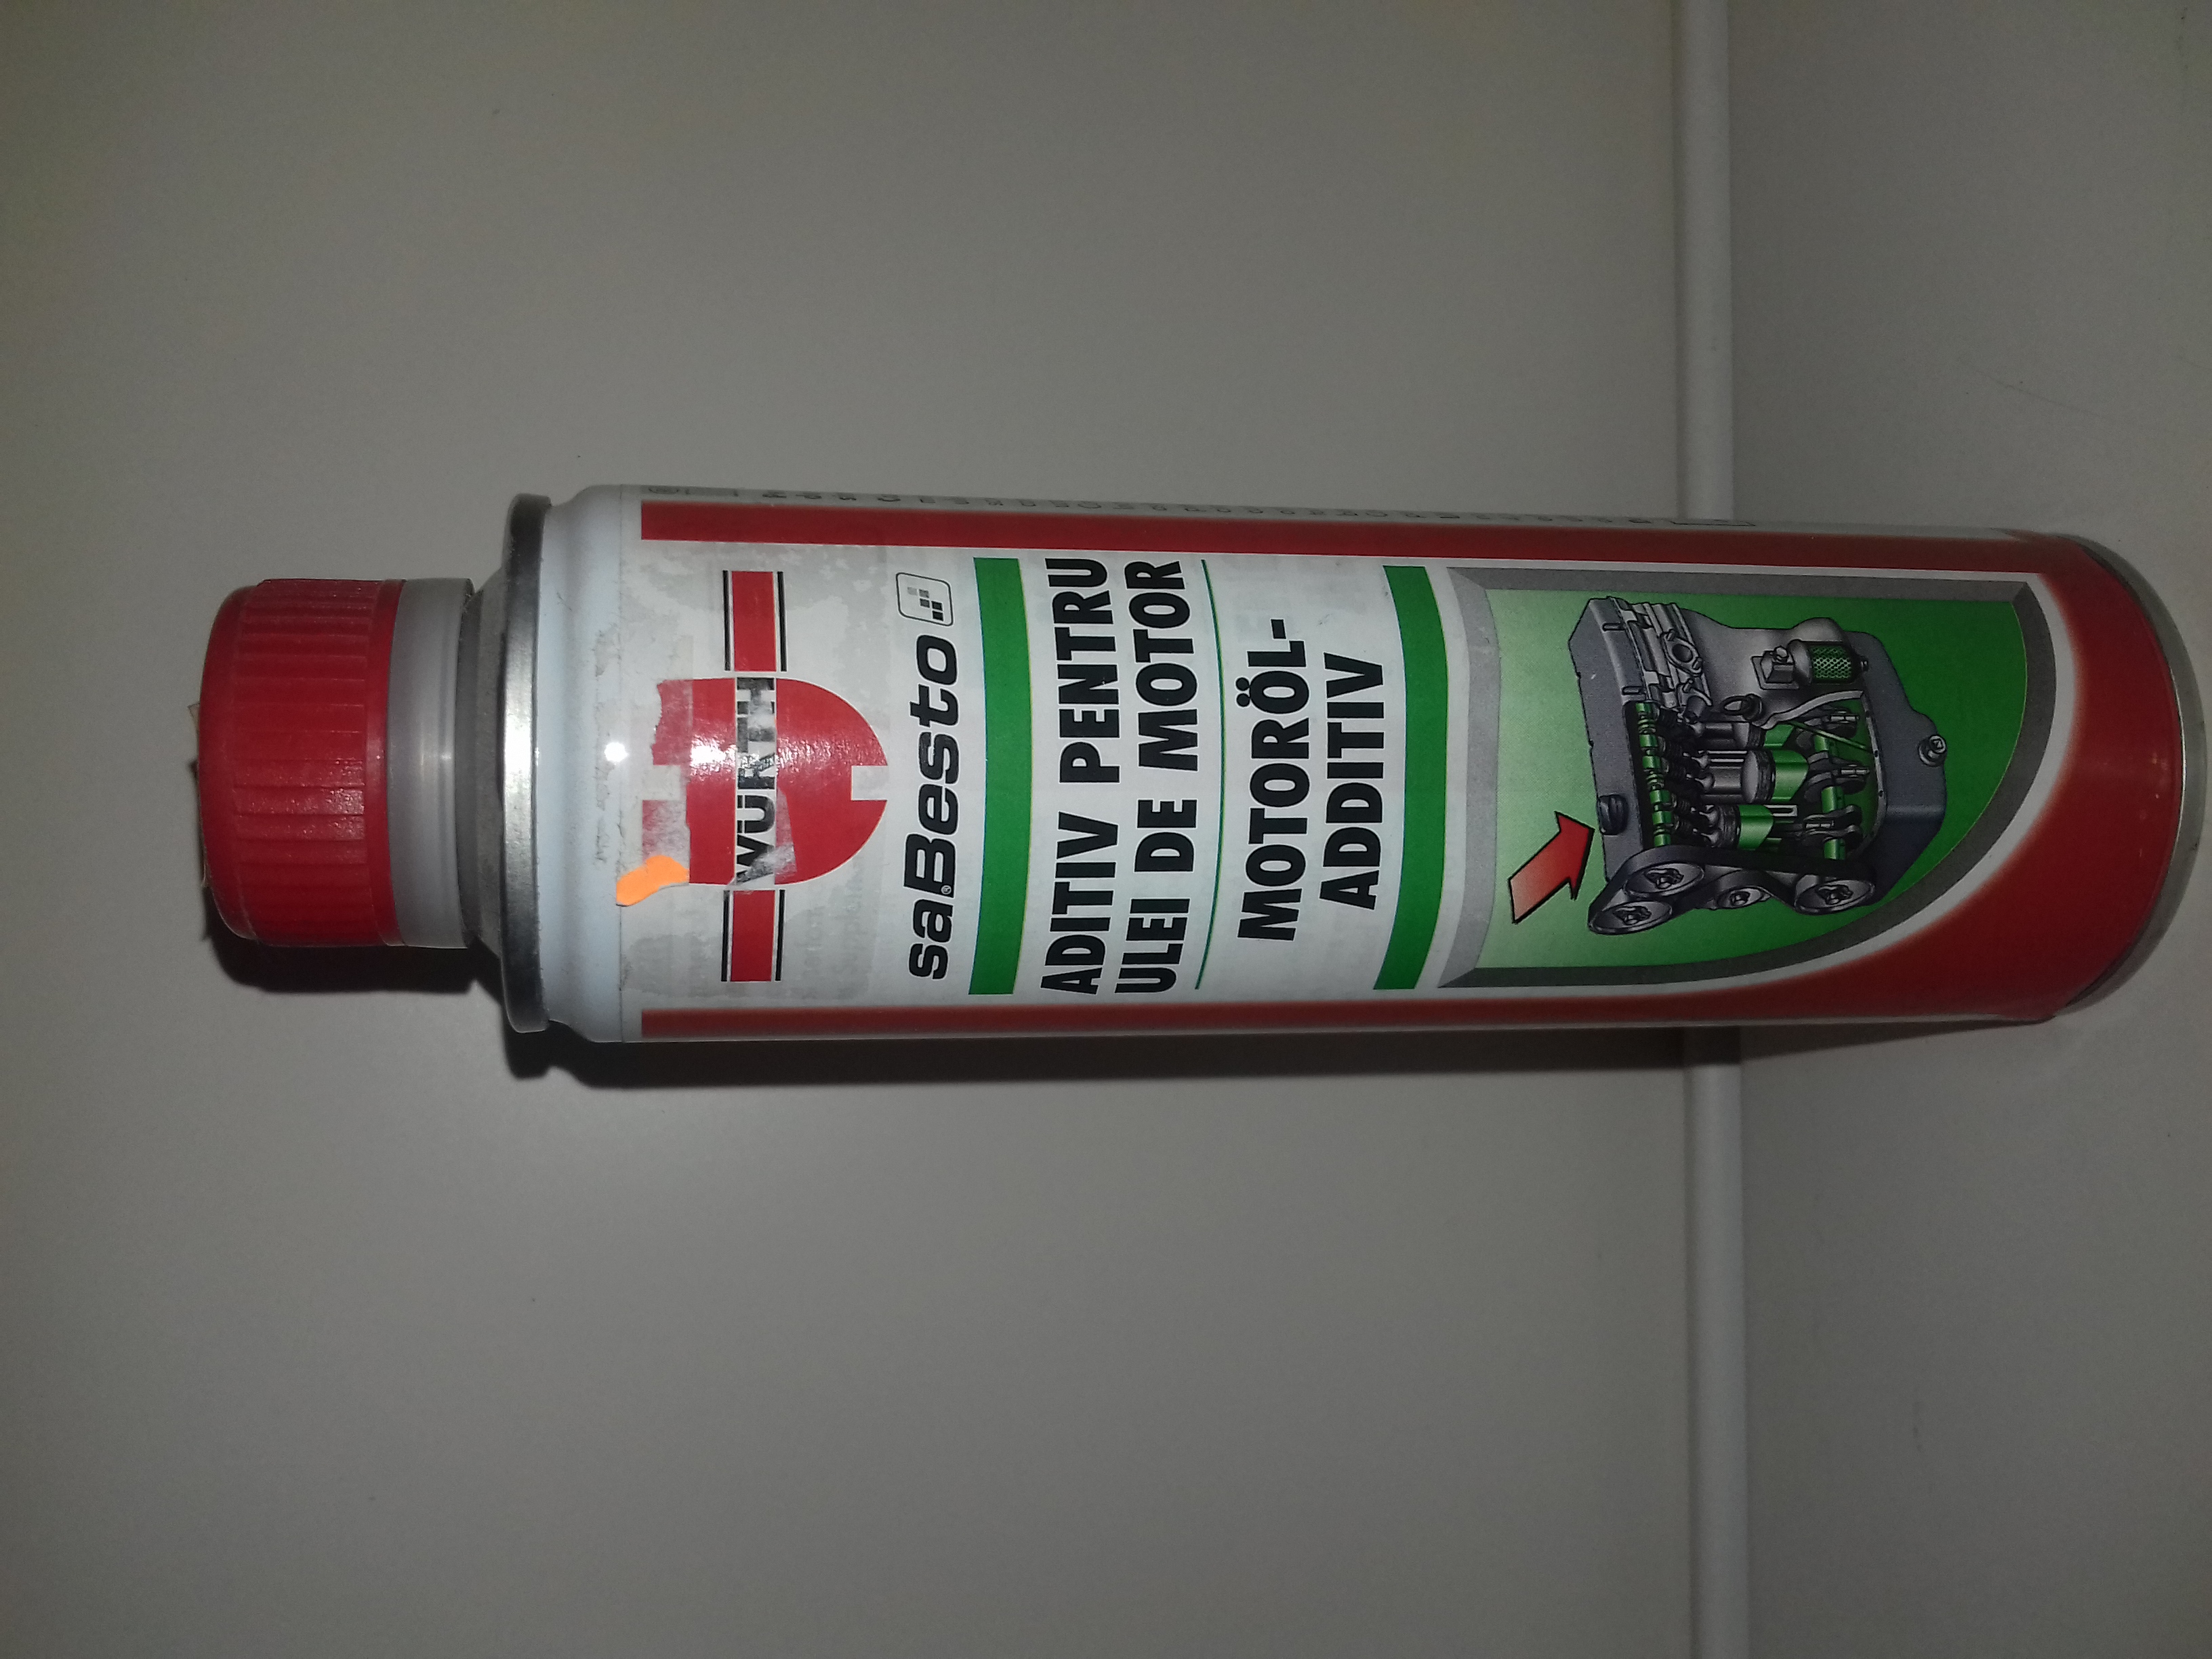 WÜRTH
saBesto
ADITIV PENTRU
ULEI DE MOTOR
MOTORÖL-
ADDITIV